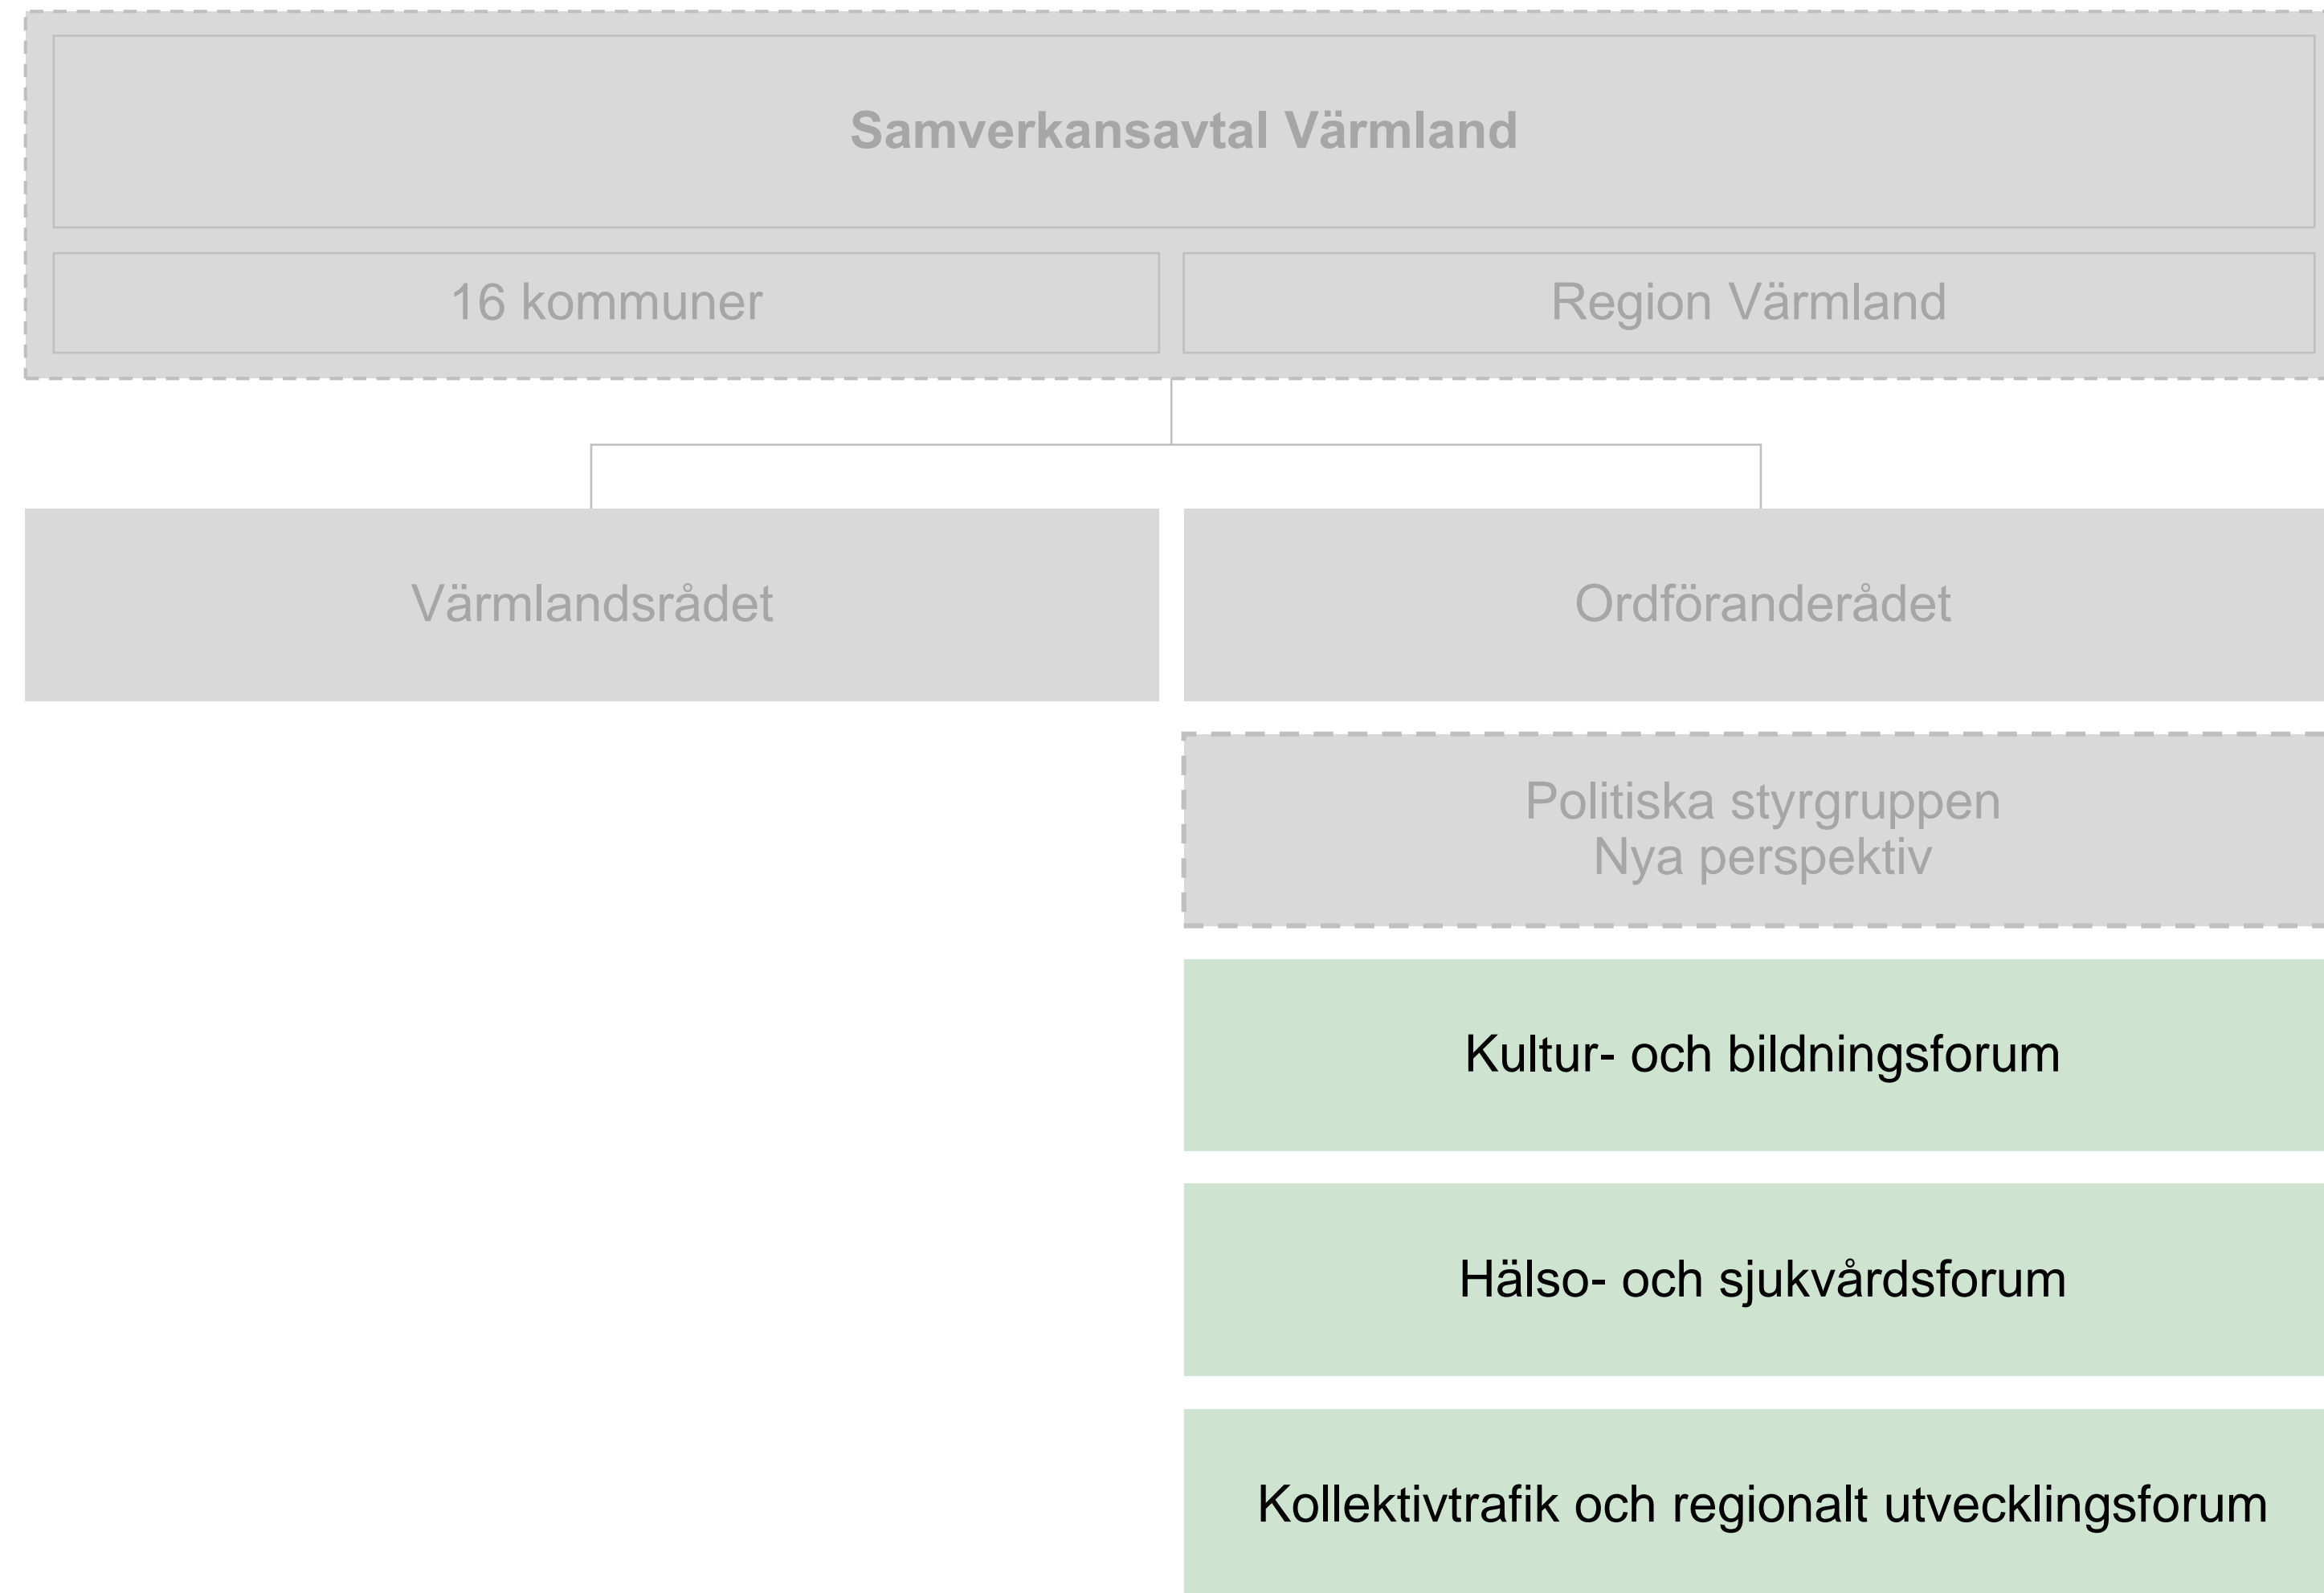 Samverkansavtal Värmland
16 kommuner
Region Värmland
Värmlandsrådet
Ordföranderådet
Politiska styrgruppen
Nya perspektiv
Kultur- och bildningsforum
Hälso- och sjukvårdsforum
Kollektivtrafik och regionalt utvecklingsforum